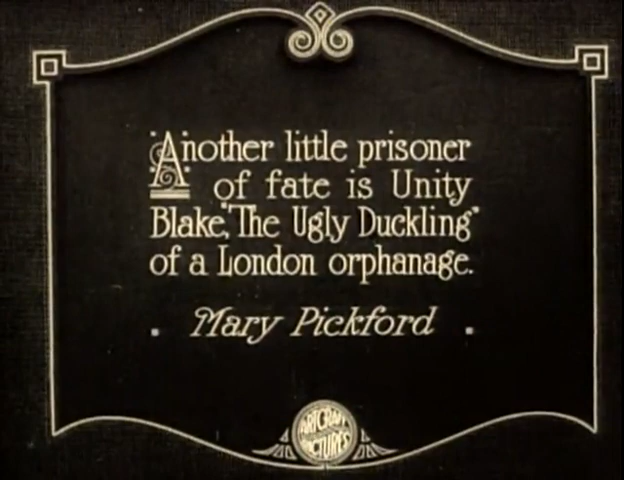 Another little prisoner
of fate is Unity
Blake, "The Ugly Duckling"
of a London orphanage.
. Mary Pickford .
ARTCRAFT
PICTURES